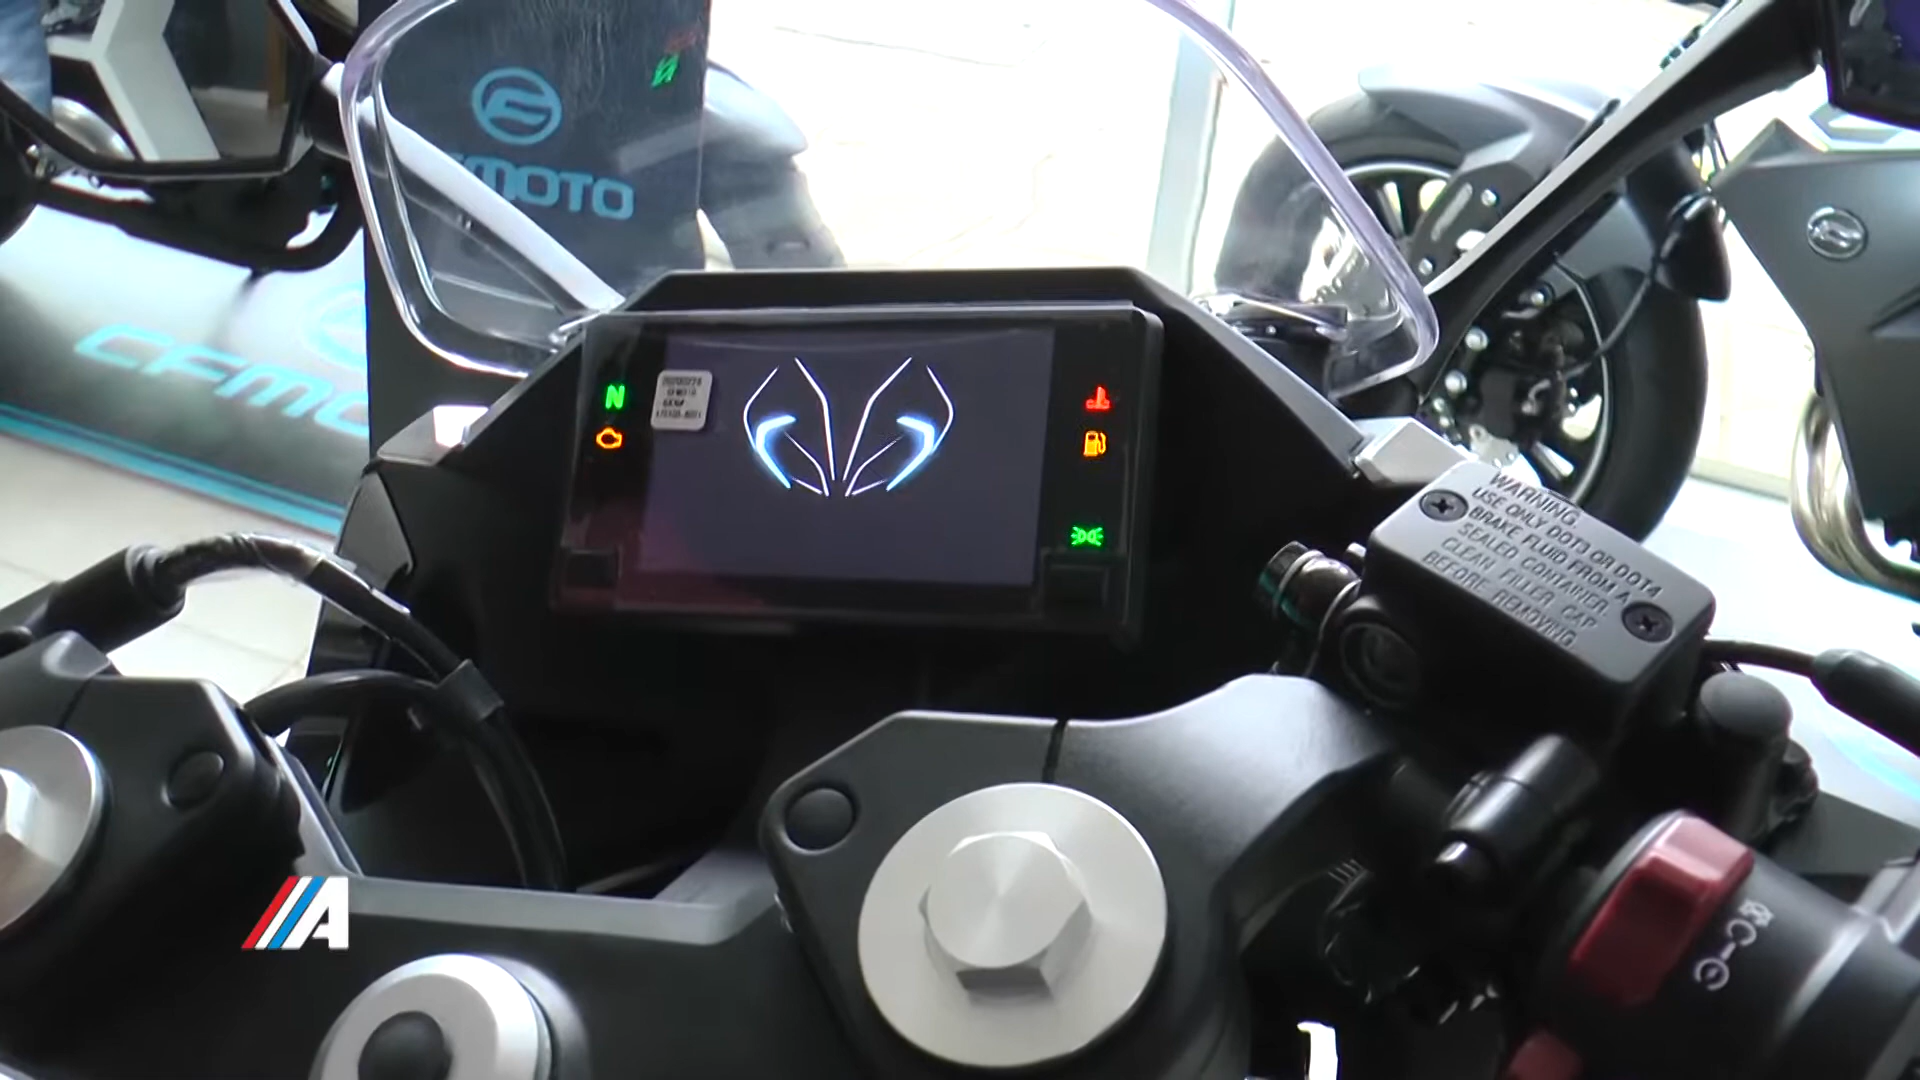 CFMOTO
CFMO
N
WARNING
USE ONLY DOT3 OR DOT4
BRAKE FLUID FROM A
SEALED CONTAINER.
CLEAN FILLER CAP
BEFORE REMOVING
A